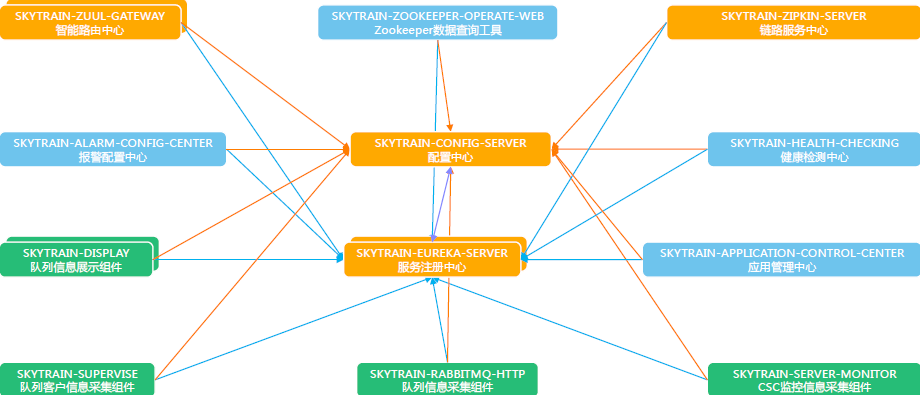 SKYTRAIN-ZUUL-GATEWAY
智能路由中心
SKYTRAIN-ZOOKEEPER-OPERATE-WEB
Zookeeper数据查询工具
SKYTRAIN-ZIPKIN-SERVER
链路服务中心
SKYTRAIN-ALARM-CONFIG-CENTER
报警配置中心
SKYTRAIN-CONFIG-SERVER
配置中心
SKYTRAIN-HEALTH-CHECKING
健康检测中心
SKYTRAIN-DISPLAY
队列信息展示组件
SKYTRAIN-EUREKA-SERVER
服务注册中心
SKYTRAIN-APPLICATION-CONTROL-CENTER
应用管理中心
SKYTRAIN-SUPERVISE
队列客户信息采集组件
SKYTRAIN-RABBITMQ-HTTP
队列信息采集组件
SKYTRAIN-SERVER-MONITOR
CSC监控信息采集组件